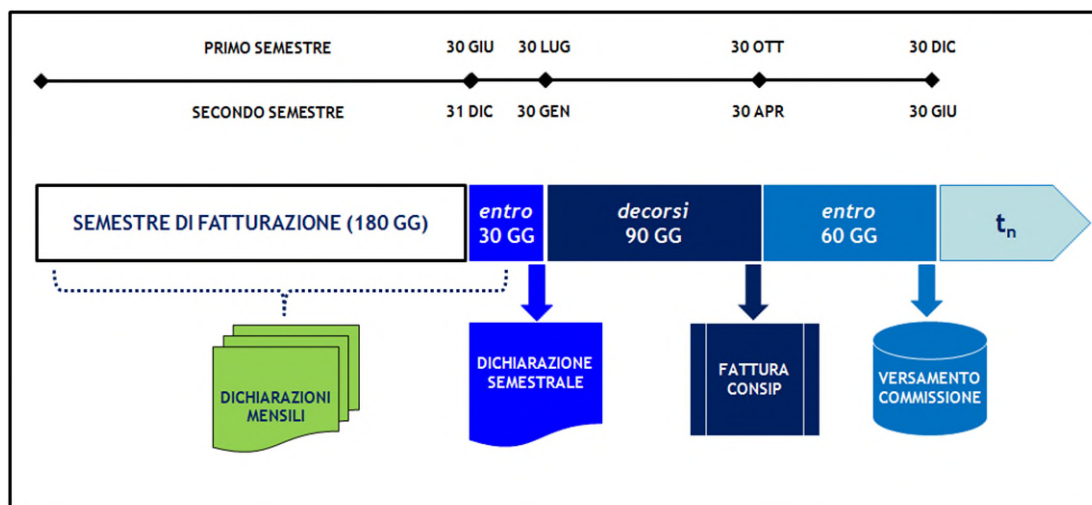 PRIMO SEMESTRE 30 GIU 30 LUG 30 OTT 30 DIC
SECONDO SEMESTRE 31 DIC 30 GEN 30 APR 30 GIU
SEMESTRE DI FATTURAZIONE (180 GG)
entro
30 GG
decorsi
90 GG
entro
60 GG
tn
DICHIARAZIONI
MENSILI
DICHIARAZIONE
SEMESTRALE
FATTURA
CONSIP
VERSAMENTO
COMMISSIONE